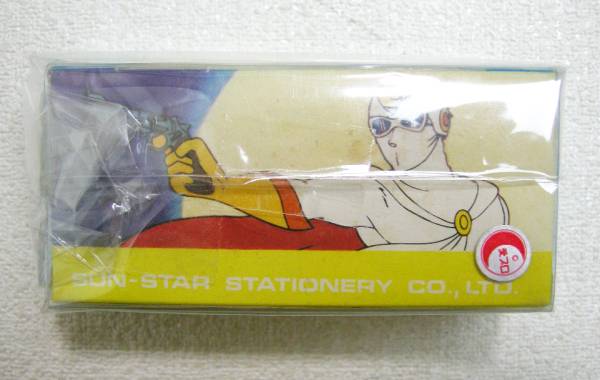 SUN-STAR STATIONERY CO., LTD.